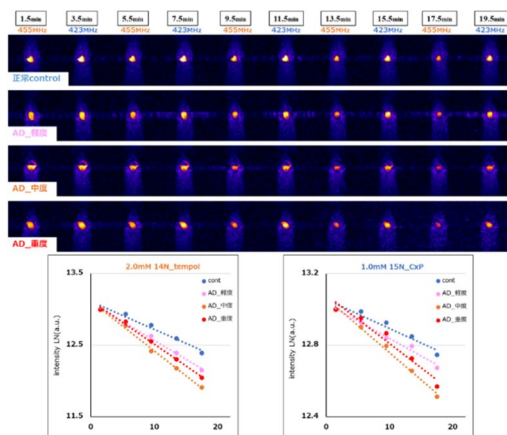 1.5min 3.5min 5.5min 7.5min 9.5min 11.5min 13.5min 15.5min 17.5min 19.5min
455MHz 423MHz 455MHz 423MHz 455MHz 423MHz 455MHz 423MHz 455MHz 423MHz
正常control
AD_軽度
AD_中度
AD_重度
2.0mM 14N_tempol
13.5
12.5
11.5
intensity LN(a.u.)
cont
AD_軽度
AD_中度
AD_重度
0 10 20
1.0mM 15N_CxP
13.2
12.8
12.4
intensity LN(a.u.)
cont
AD_軽度
AD_中度
AD_重度
0 10 20